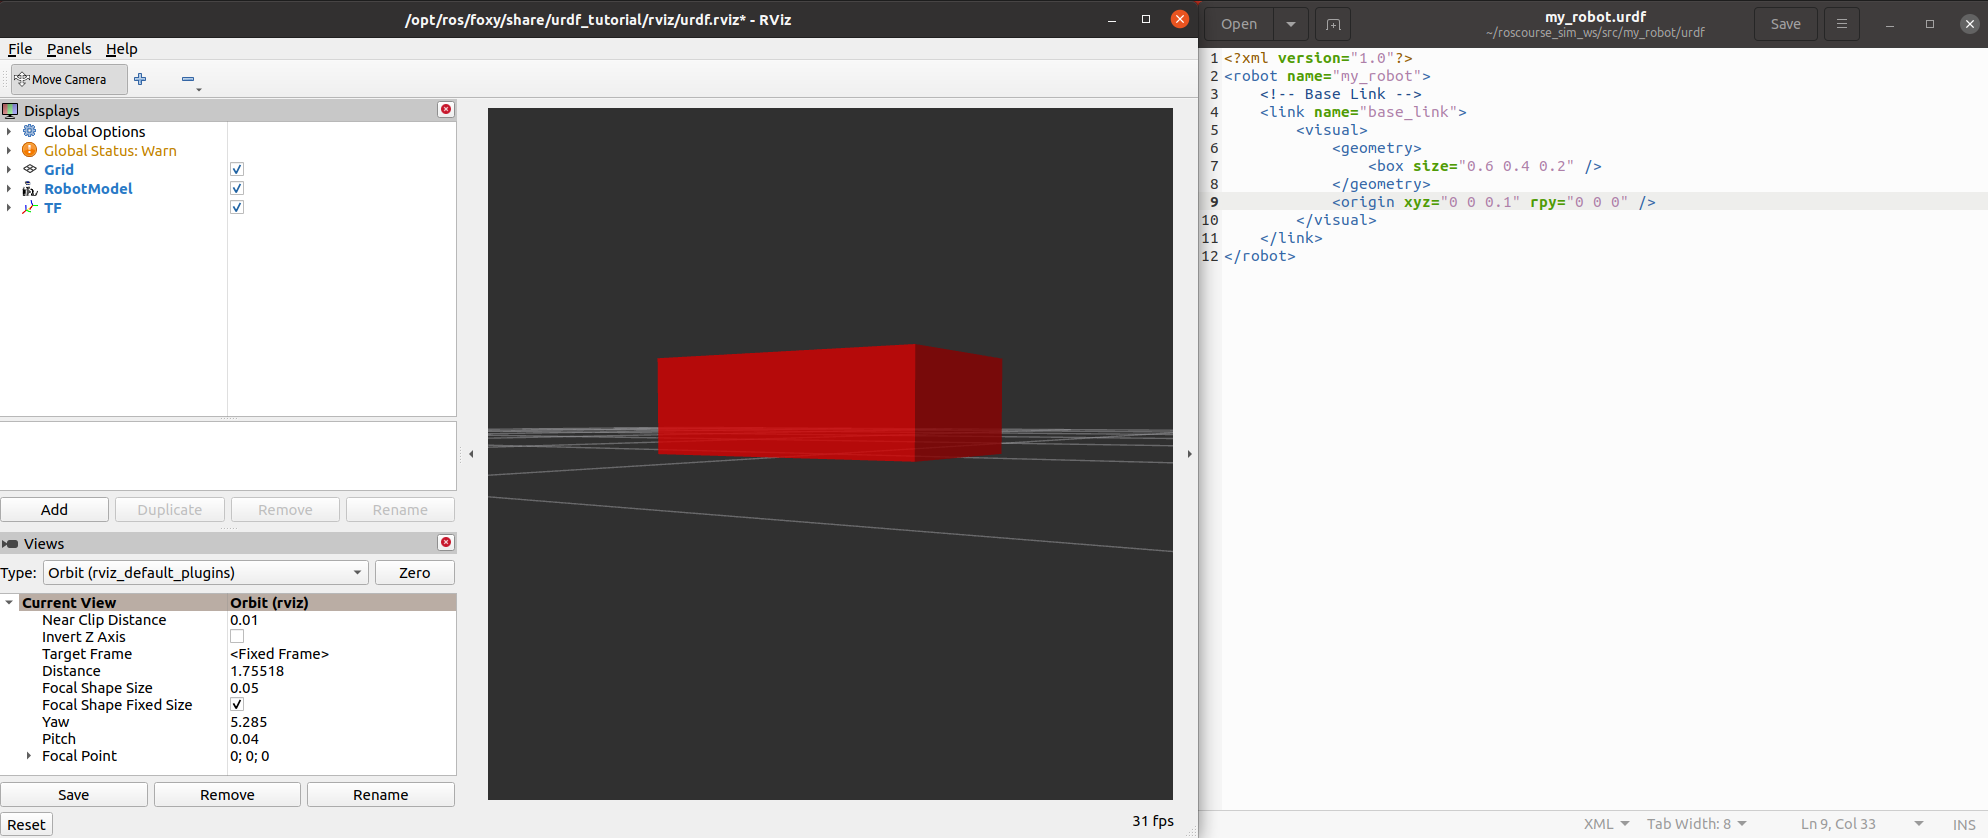 /opt/ros/foxy/share/urdf_tutorial/rviz/urdf.rviz* - RViz
File Panels Help
Move Camera
Displays
Global Options
Global Status: Warn
Grid
RobotModel
TF
Add Duplicate Remove Rename
Views
Type: Orbit (rviz_default_plugins) Zero
Current View Orbit (rviz)
Near Clip Distance 0.01
Invert Z Axis
Target Frame <Fixed Frame>
Distance 1.75518
Focal Shape Size 0.05
Focal Shape Fixed Size
Yaw 5.285
Pitch 0.04
Focal Point 0; 0; 0
Save Remove Rename
Reset
31 fps
Open my_robot.urdf Save
~/roscourse_sim_ws/src/my_robot/urdf
1 <?xml version="1.0"?>
2 <robot name="my_robot">
3 <!-- Base Link -->
4 <link name="base_link">
5 <visual>
6 <geometry>
7 <box size="0.6 0.4 0.2" />
8 </geometry>
9 <origin xyz="0 0 0.1" rpy="0 0 0" />
10 </visual>
11 </link>
12 </robot>
XML Tab Width: 8 Ln 9, Col 33 INS